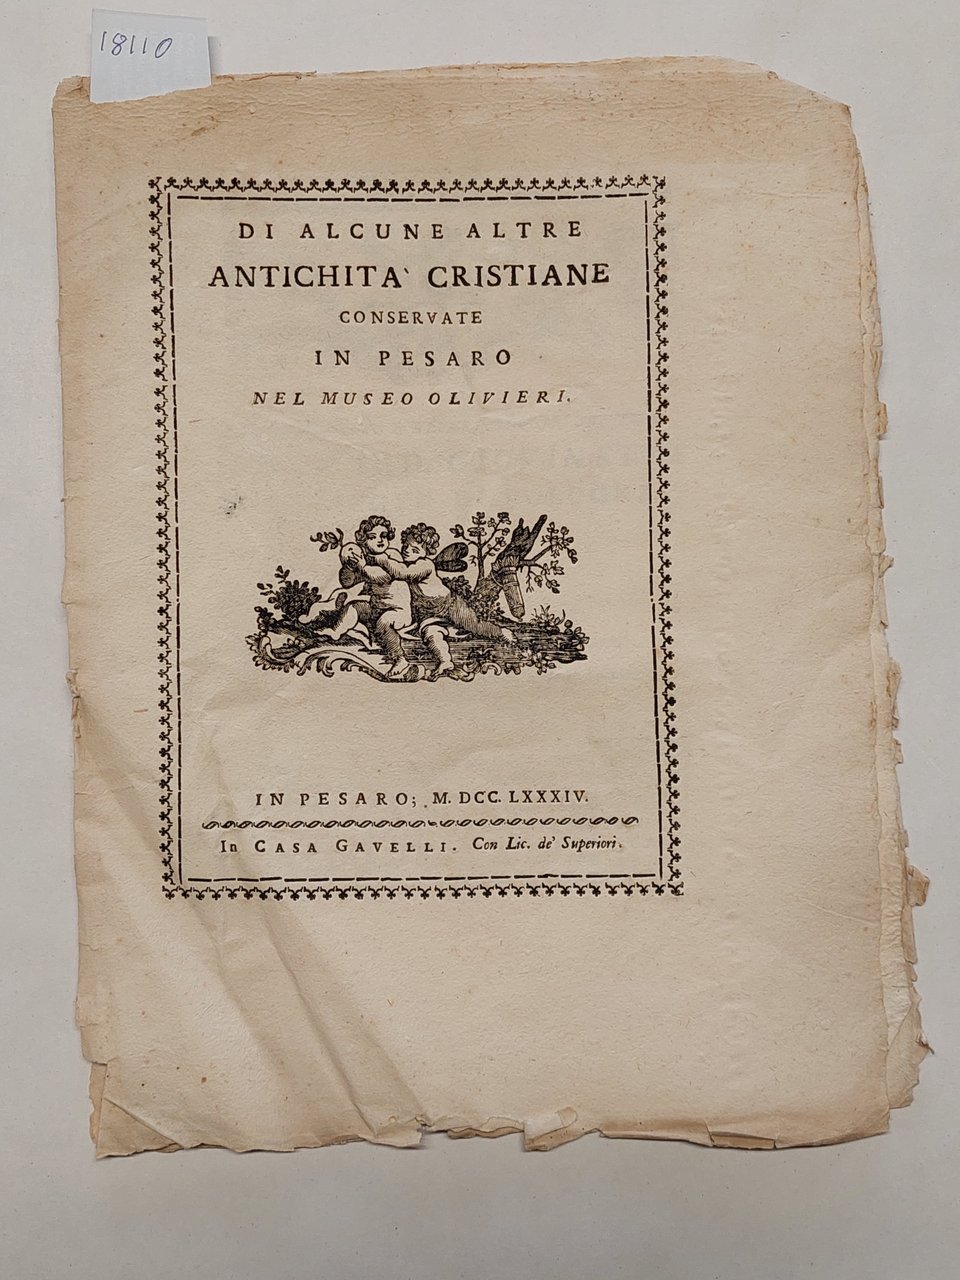 18110
DI ALCUNE ALTRE
ANTICHITA` CRISTIANE
CONSERVATE
IN PESARO
NEL MUSEO OLIVIERI.
IN PESARO; M. DCC. LXXXIV.
In CASA GAVELLI. Con Lic. de' Superiori.